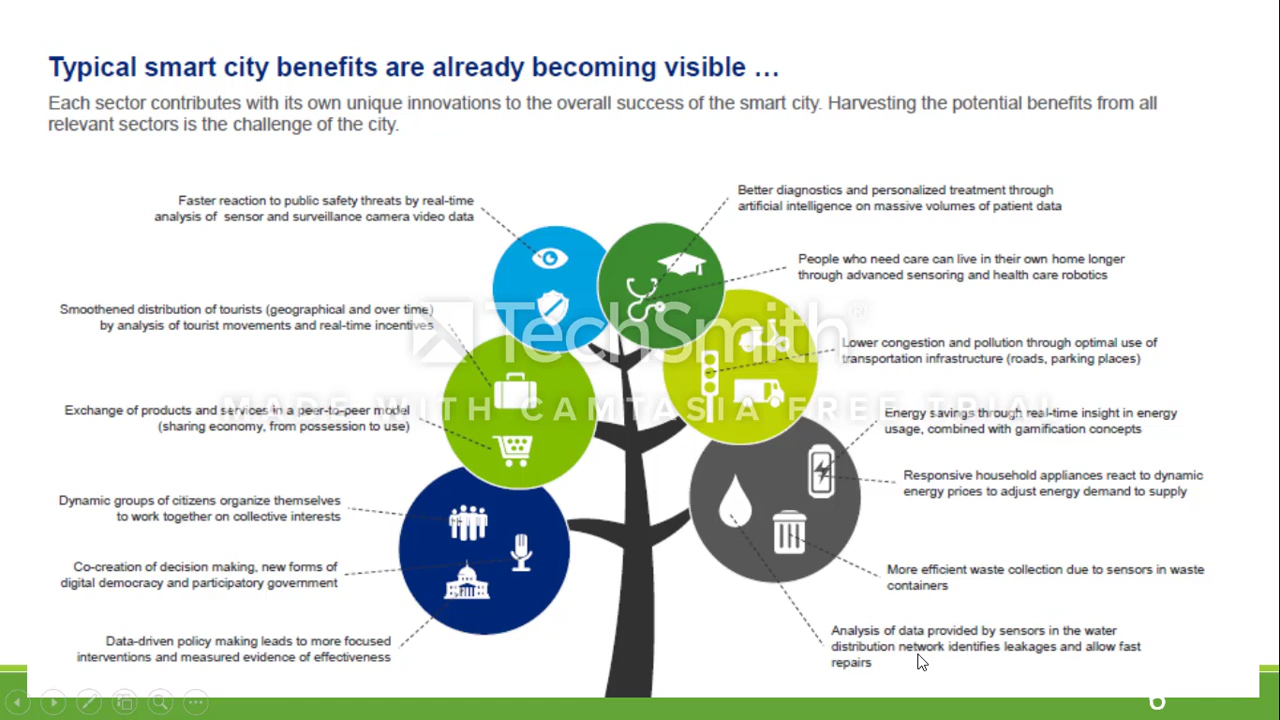 Typical smart city benefits are already becoming visible …
Each sector contributes with its own unique innovations to the overall success of the smart city. Harvesting the potential benefits from all
relevant sectors is the challenge of the city.
Faster reaction to public safety threats by real-time
analysis of sensor and surveillance camera video data
Smoothened distribution of tourists (geographical and over time)
by analysis of tourist movements and real-time incentives
Exchange of products and services in a peer-to-peer model
(sharing economy, from possession to use)
Dynamic groups of citizens organize themselves
to work together on collective interests
Co-creation of decision making, new forms of
digital democracy and participatory government
Data-driven policy making leads to more focused
interventions and measured evidence of effectiveness
Better diagnostics and personalized treatment through
artificial intelligence on massive volumes of patient data
People who need care can live in their own home longer
through advanced sensoring and health care robotics
Lower congestion and pollution through optimal use of
transportation infrastructure (roads, parking places)
Energy savings through real-time insight in energy
usage, combined with gamification concepts
Responsive household appliances react to dynamic
energy prices to adjust energy demand to supply
More efficient waste collection due to sensors in waste
containers
Analysis of data provided by sensors in the water
distribution network identifies leakages and allow fast
repairs
TechSmith®
MADE WITH CAMTASIA FREE TRIAL
6